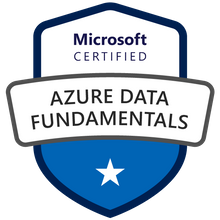 Microsoft
CERTIFIED
AZURE DATA
FUNDAMENTALS